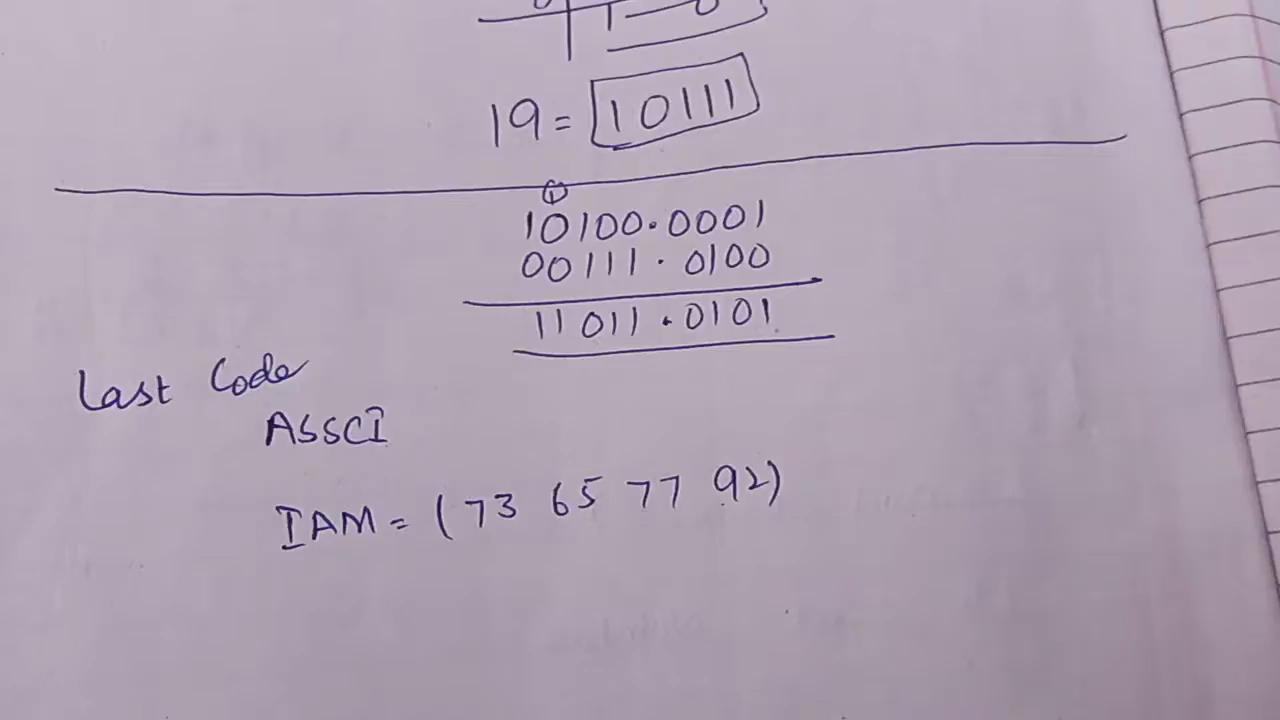 19 = 10111
1
10100.0001
00111.0100
11011.0101
Last Code
ASSCI
IAM = (73 65 77 92)